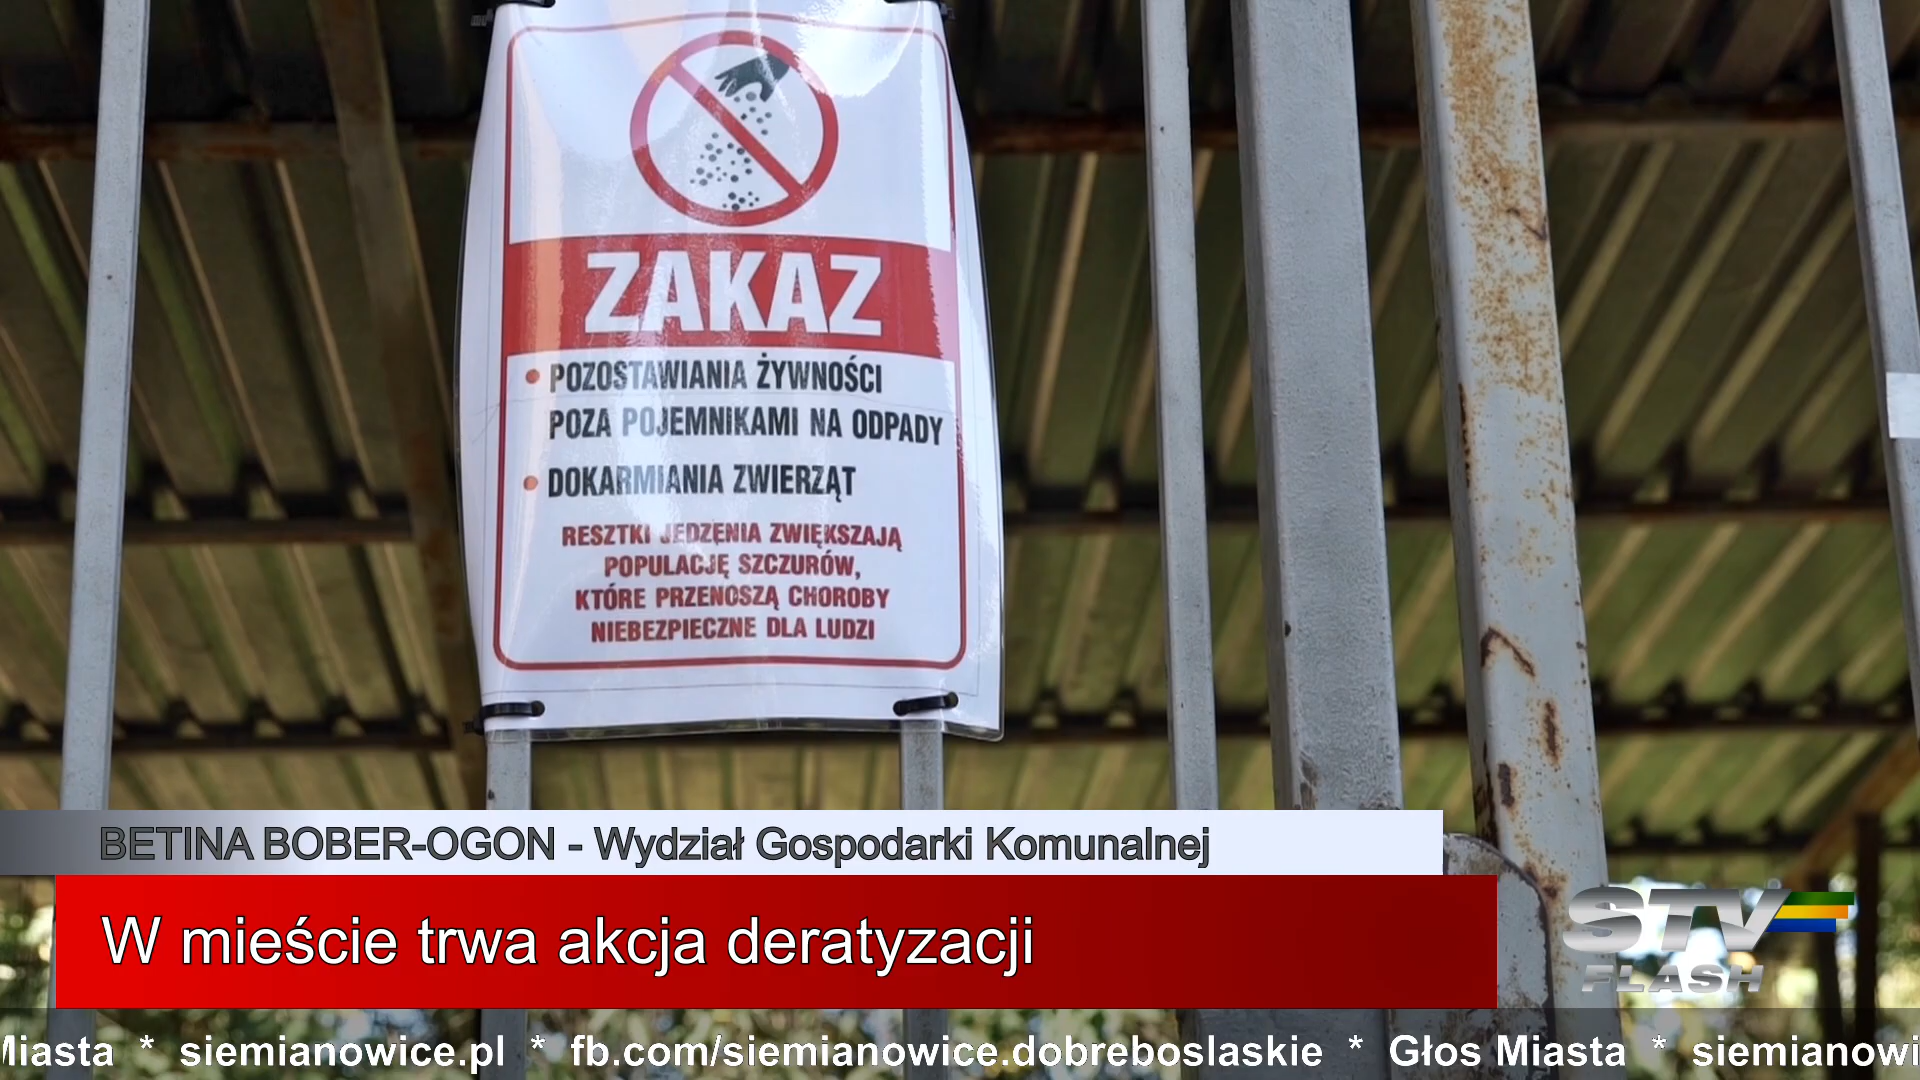 ZAKAZ
• POZOSTAWIANIA ŻYWNOŚCI
POZA POJEMNIKAMI NA ODPADY
• DOKARMIANIA ZWIERZĄT
RESZTKI JEDZENIA ZWIĘKSZAJĄ
POPULACJĘ SZCZURÓW,
KTÓRE PRZENOSZĄ CHOROBY
NIEBEZPIECZNE DLA LUDZI
BETINA BOBER-OGON - Wydział Gospodarki Komunalnej
W mieście trwa akcja deratyzacji
STV
FLASH
Miasta * siemianowice.pl * fb.com/siemianowice.dobreboslaskie * Głos Miasta * siemianowi